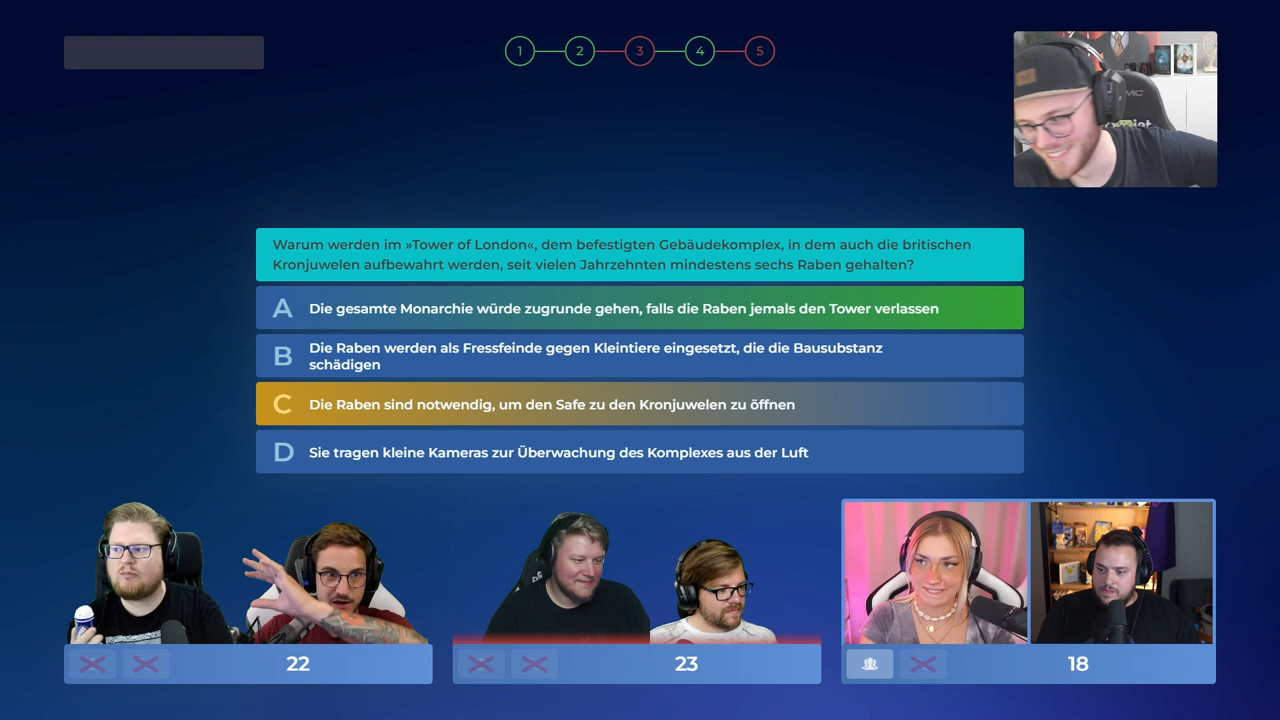 1 2 3 4 5
Warum werden im »Tower of London«, dem befestigten Gebäudekomplex, in dem auch die britischen
Kronjuwelen aufbewahrt werden, seit vielen Jahrzehnten mindestens sechs Raben gehalten?
A Die gesamte Monarchie würde zugrunde gehen, falls die Raben jemals den Tower verlassen
B Die Raben werden als Fressfeinde gegen Kleintiere eingesetzt, die die Bausubstanz
schädigen
C Die Raben sind notwendig, um den Safe zu den Kronjuwelen zu öffnen
D Sie tragen kleine Kameras zur Überwachung des Komplexes aus der Luft
22 23 18